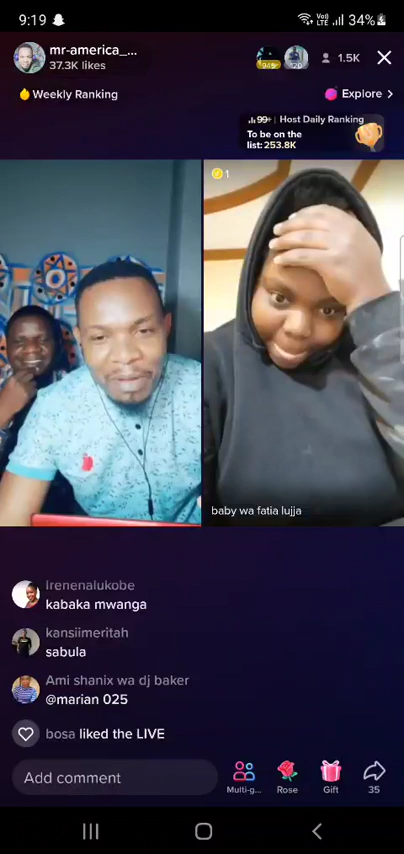 9:19
Vo))
LTE
34%
mr-america_...
37.3K likes
1.5K
Weekly Ranking
Explore >
99+ | Host Daily Ranking
To be on the
list: 253.8K
1
baby wa fatia lujja
Irenenalukobe
kabaka mwanga
kansiimeritah
sabula
Ami shanix wa dj baker
@marian 025
bosa liked the LIVE
Add comment
Multi-g...
Rose
Gift
35